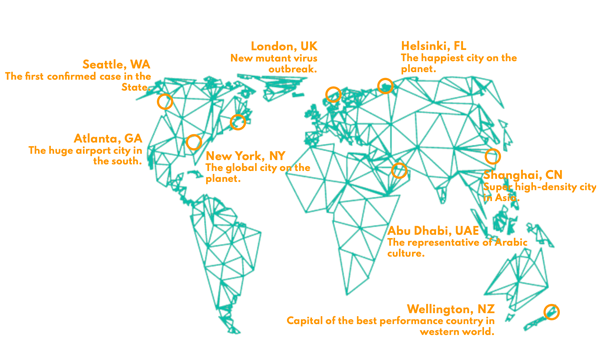 London, UK
New mutant virus
outbreak.
Helsinki, FL
The happiest city on the
planet.
Seattle, WA
The first confirmed case in the
State.
Atlanta, GA
The huge airport city in
the south.
New York, NY
The global city on the
planet.
Shanghai, CN
Super high-density city
in Asia.
Abu Dhabi, UAE
The representative of Arabic
culture.
Wellington, NZ
Capital of the best performance country in
western world.